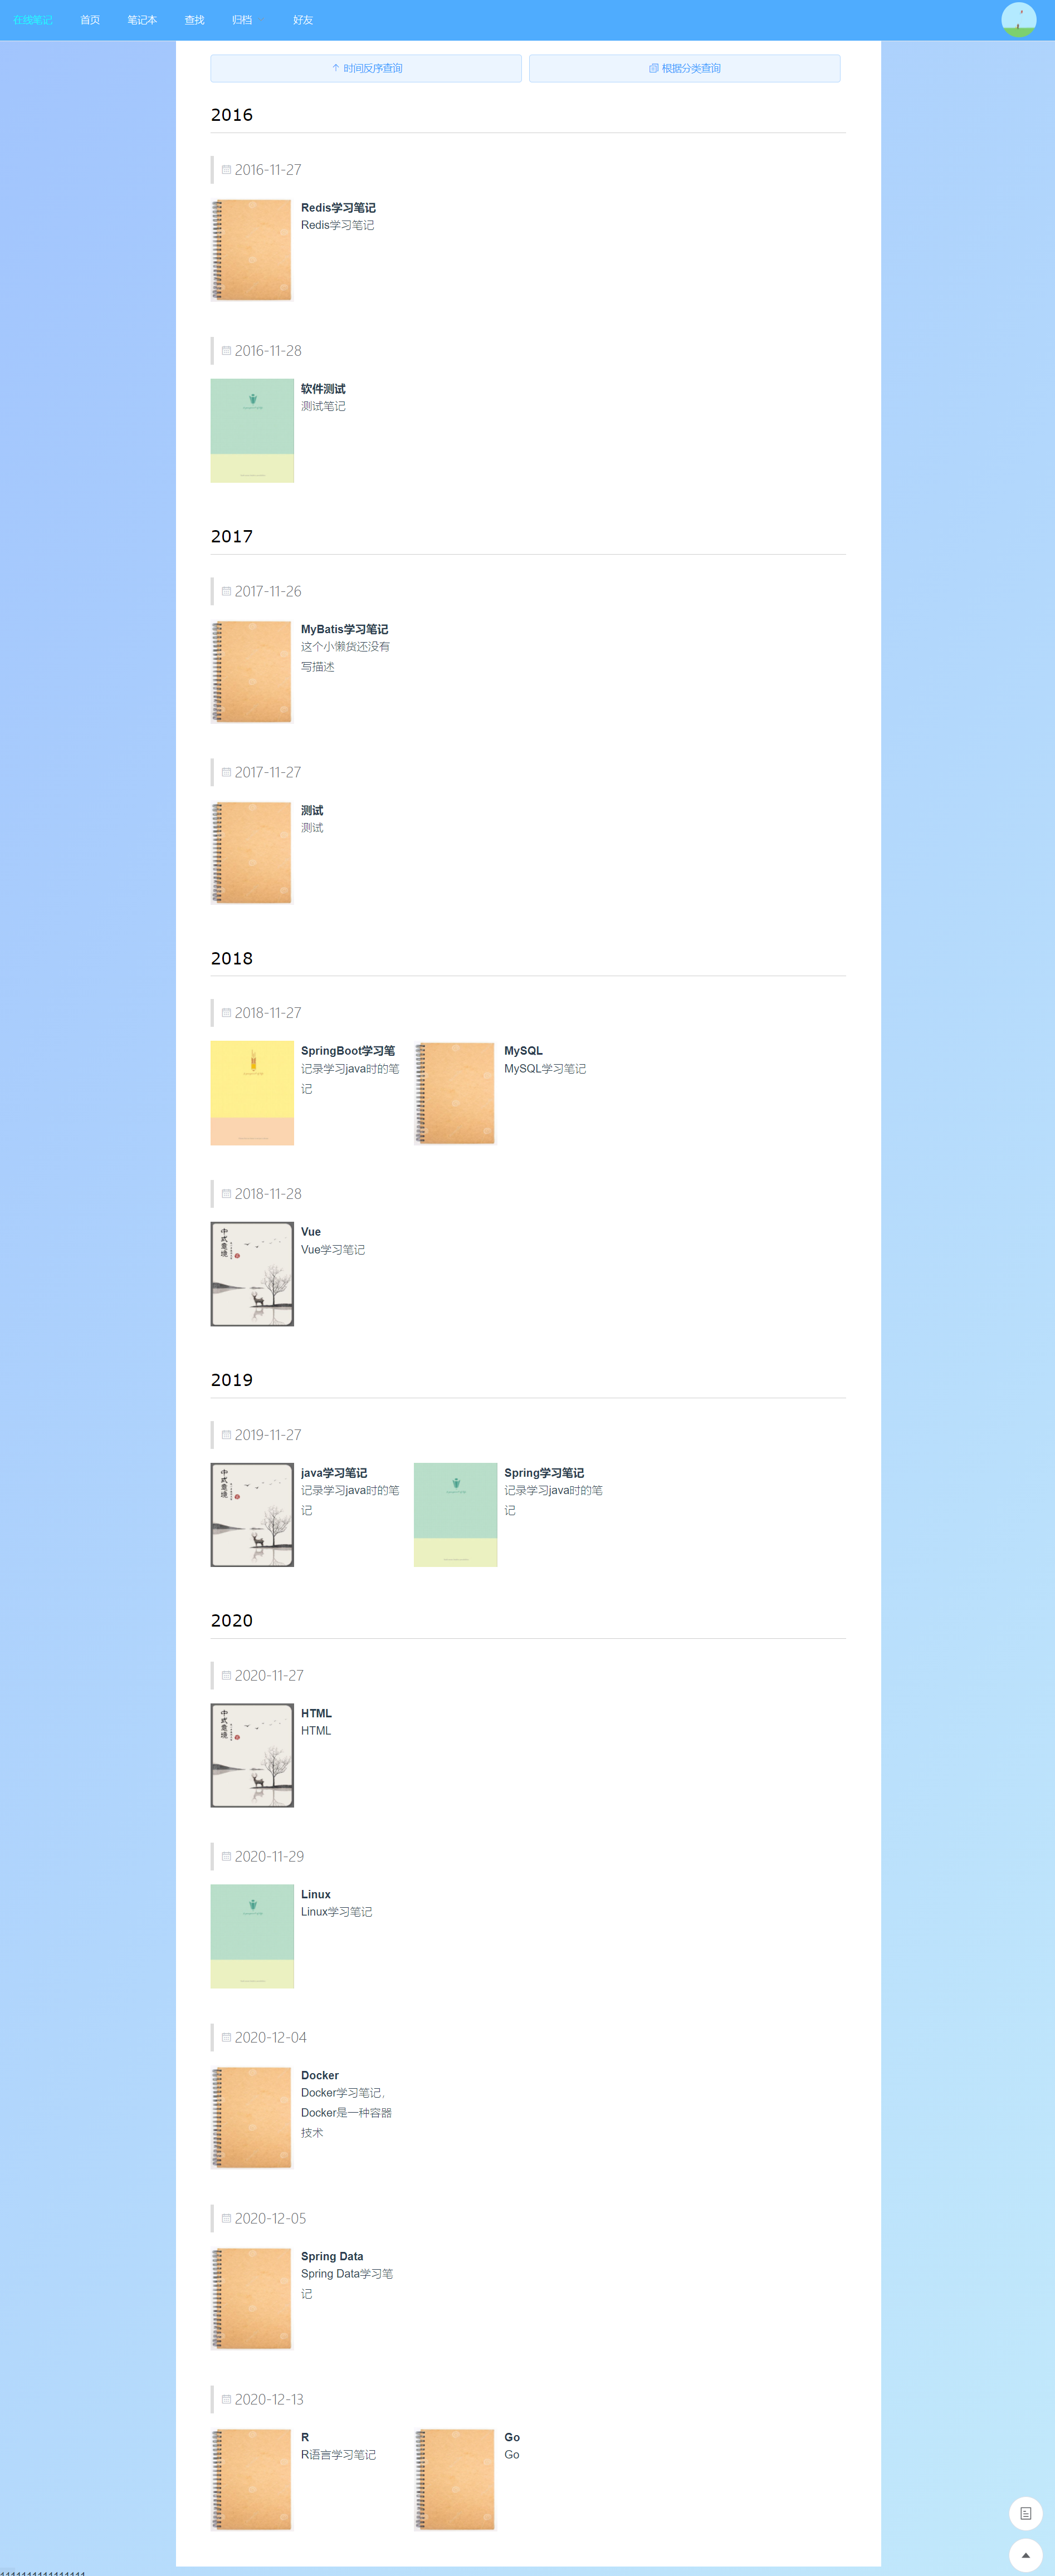 在线笔记 首页 笔记本 查找 归档 好友
时间反序查询 根据分类查询
2016
2016-11-27
Redis学习笔记
Redis学习笔记
2016-11-28
软件测试
测试笔记
2017
2017-11-26
MyBatis学习笔记
这个小懒货还没有
写描述
2017-11-27
测试
测试
2018
2018-11-27
SpringBoot学习笔
记录学习java时的笔
记
MySQL
MySQL学习笔记
2018-11-28
中式意境
Vue
Vue学习笔记
2019
2019-11-27
中式意境
java学习笔记
记录学习java时的笔
记
Spring学习笔记
记录学习java时的笔
记
2020
2020-11-27
中式意境
HTML
HTML
2020-11-29
Linux
Linux学习笔记
2020-12-04
Docker
Docker学习笔记,
Docker是一种容器
技术
2020-12-05
Spring Data
Spring Data学习笔
记
2020-12-13
R
R语言学习笔记
Go
Go